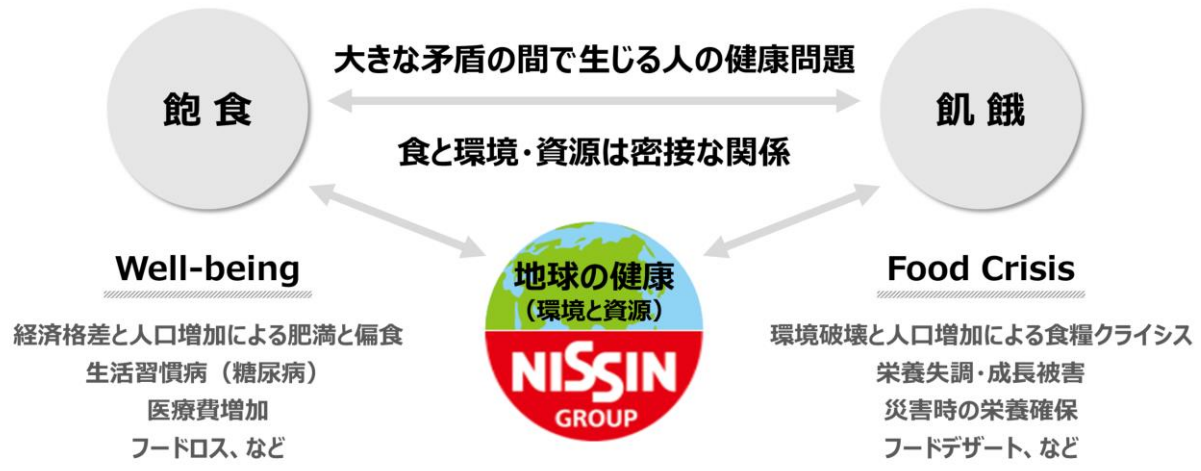 大きな矛盾の間で生じる人の健康問題
飽 食
飢 餓
食と環境・資源は密接な関係
地球の健康
（環境と資源）
NISSIN
GROUP
Well-being
経済格差と人口増加による肥満と偏食
生活習慣病（糖尿病）
医療費増加
フードロス、など
Food Crisis
環境破壊と人口増加による食糧クライシス
栄養失調・成長被害
災害時の栄養確保
フードデザート、など